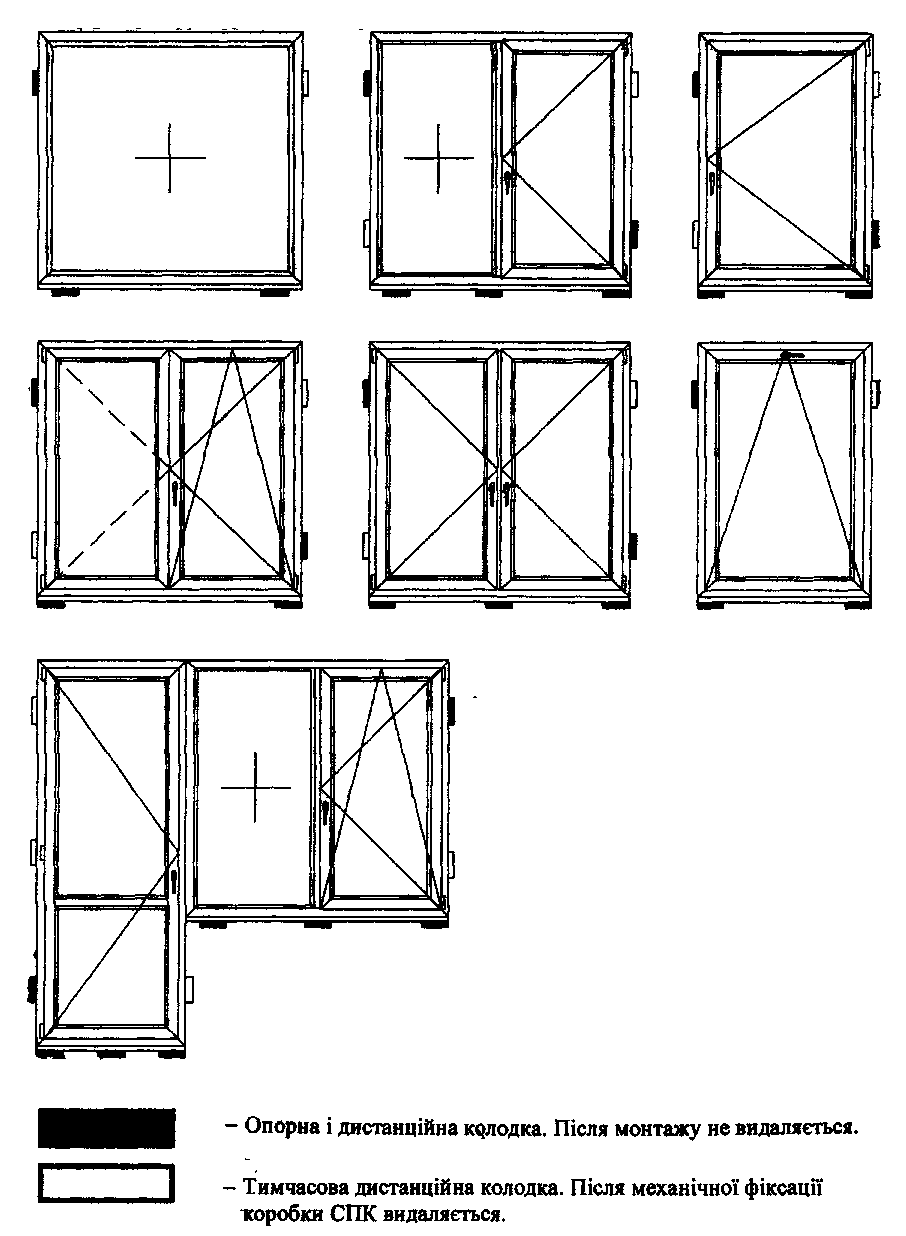 – Опорна і дистанційна колодка. Після монтажу не видаляється.
– Тимчасова дистанційна колодка. Після механічної фіксації
коробки СПК видаляється.